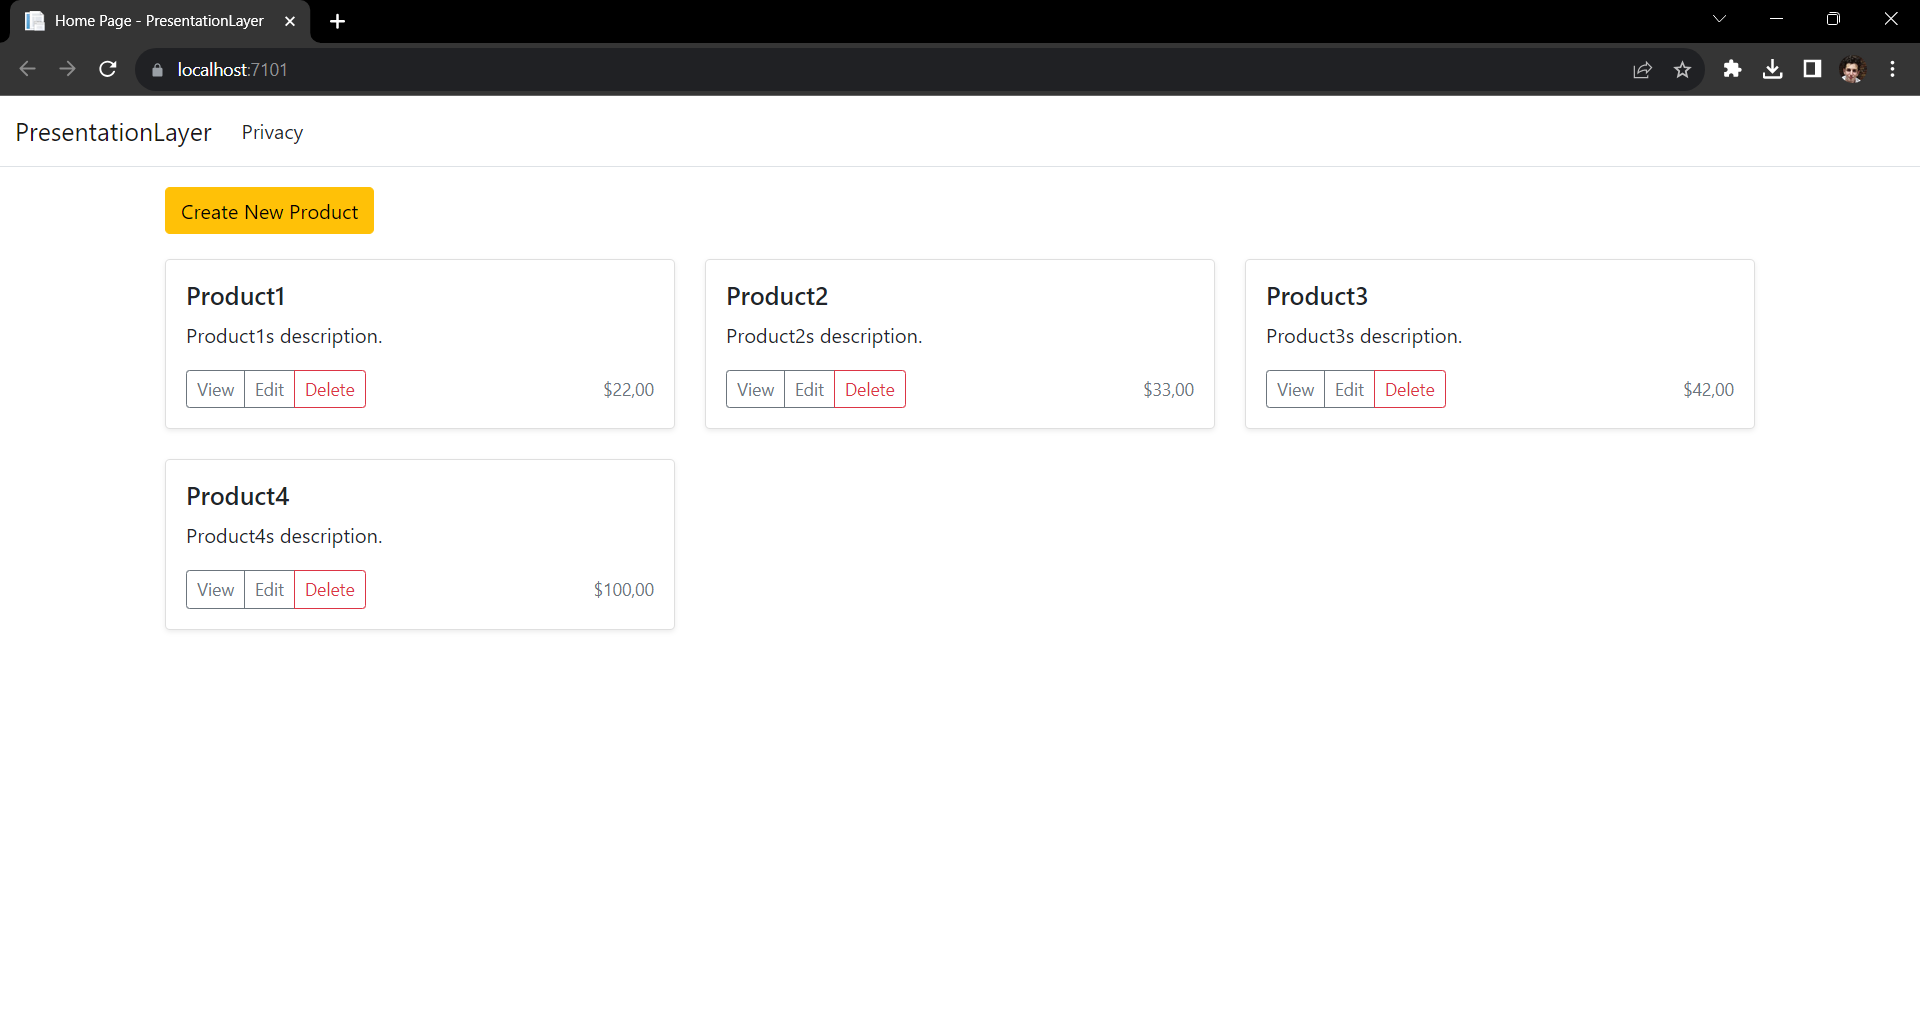 Home Page - PresentationLayer
localhost:7101
PresentationLayer Privacy
Create New Product
Product1
Product1s description.
View Edit Delete $22,00
Product2
Product2s description.
View Edit Delete $33,00
Product3
Product3s description.
View Edit Delete $42,00
Product4
Product4s description.
View Edit Delete $100,00